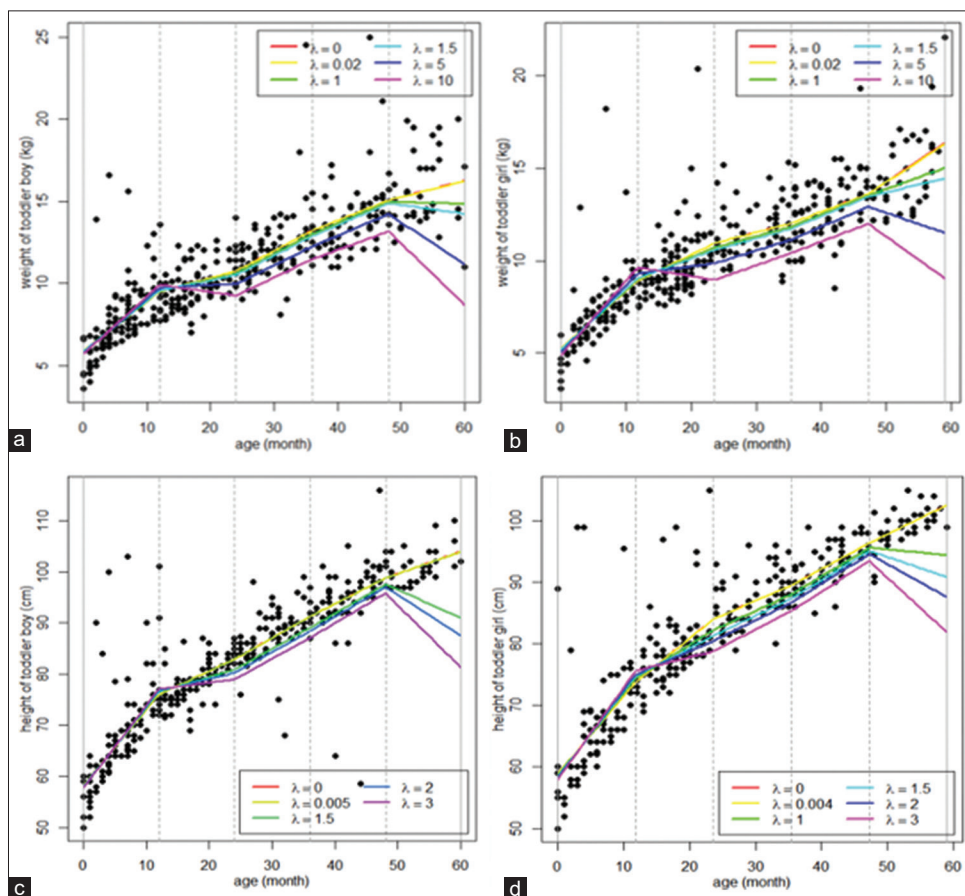 25
20
15
10
5
weight of toddler boy (kg)
λ = 0 λ = 1.5
λ = 0.02 λ = 5
λ = 1 λ = 10
0 10 20 30 40 50 60
age (month)
a
20
15
10
5
weight of toddler girl (kg)
λ = 0 λ = 1.5
λ = 0.02 λ = 5
λ = 1 λ = 10
0 10 20 30 40 50 60
age (month)
b
110
100
90
80
70
60
50
height of toddler boy (cm)
λ = 0 λ = 2
λ = 0.005 λ = 3
λ = 1.5
0 10 20 30 40 50 60
age (month)
c
100
90
80
70
60
50
height of toddler girl (cm)
λ = 0 λ = 1.5
λ = 0.004 λ = 2
λ = 1 λ = 3
0 10 20 30 40 50 60
age (month)
d